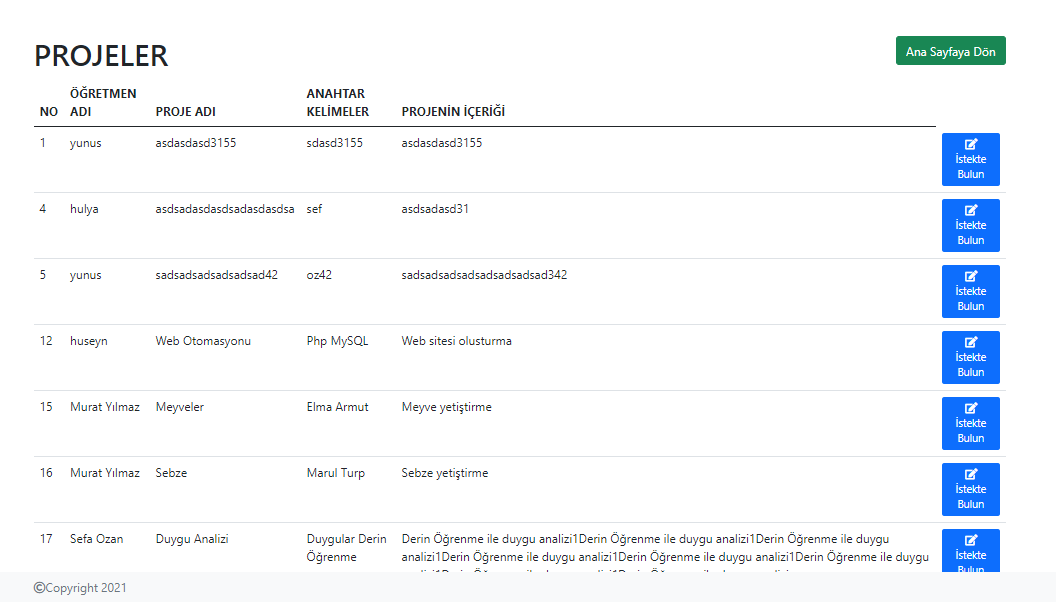 PROJELER
Ana Sayfaya Dön
NO ÖĞRETMEN ADI PROJE ADI ANAHTAR KELİMELER PROJENİN İÇERİĞİ
1 yunus asdasdasd3155 sdasd3155 asdasdasd3155
İstekte
Bulun
4 hulya asdsadasdasdsadasdasdsa sef asdsadasd31
İstekte
Bulun
5 yunus sadsadsadsadsadsad42 oz42 sadsadsadsadsadsadsadsad342
İstekte
Bulun
12 huseyn Web Otomasyonu Php MySQL Web sitesi olusturma
İstekte
Bulun
15 Murat Yılmaz Meyveler Elma Armut Meyve yetiştirme
İstekte
Bulun
16 Murat Yılmaz Sebze Marul Turp Sebze yetiştirme
İstekte
Bulun
17 Sefa Ozan Duygu Analizi Duygular Derin Derin Öğrenme ile duygu analizi1Derin Öğrenme ile duygu analizi1Derin Öğrenme ile duygu
Öğrenme analizi1Derin Öğrenme ile duygu analizi1Derin Öğrenme ile duygu analizi1Derin Öğrenme ile duygu
İstekte
Bulun
©Copyright 2021